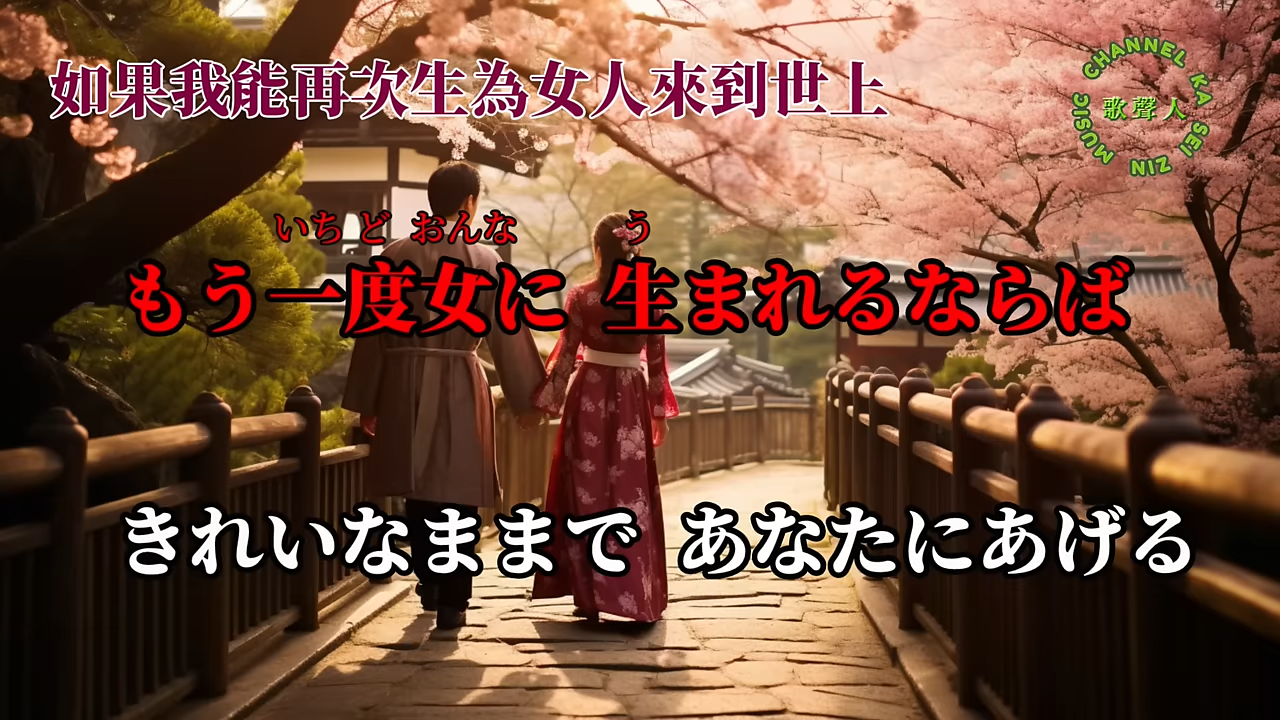 如果我能再次生為女人來到世上
CHANNEL KA SEI ZIN MUSIC
歌聲人
いちど おんな う
もう一度女に 生まれるならば
きれいなままで あなたにあげる